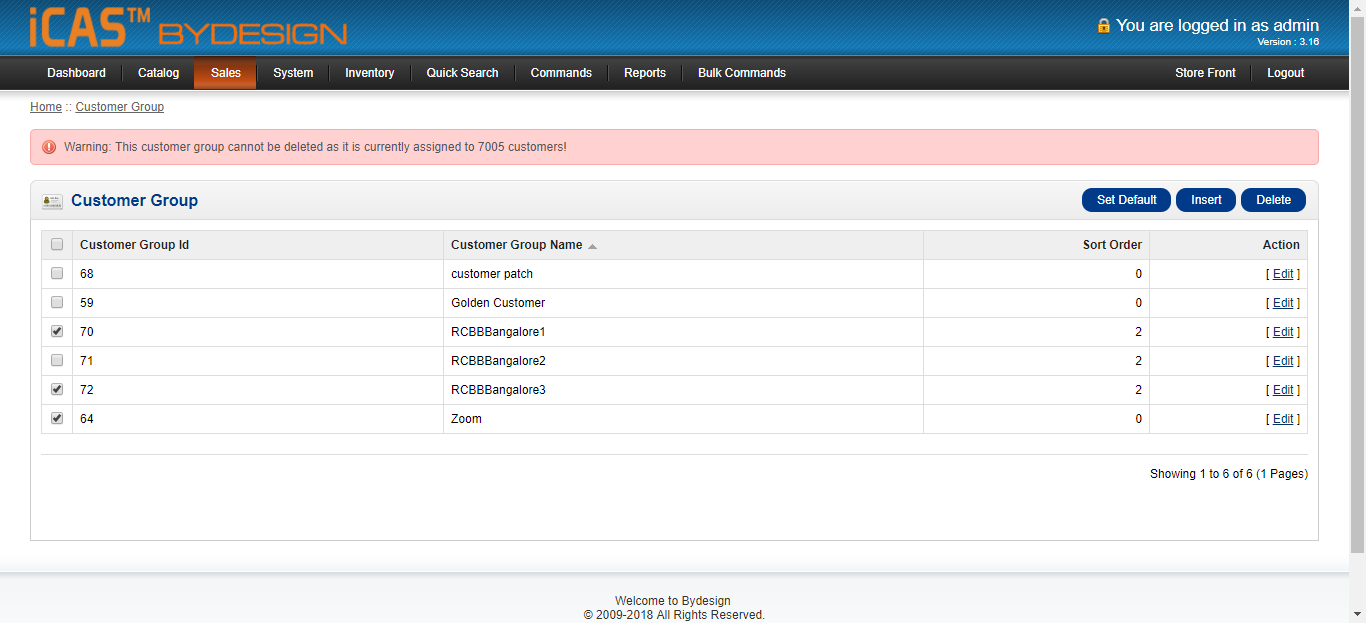 iCAS™ BYDESIGN
You are logged in as admin
Version : 3.16
Dashboard Catalog Sales System Inventory Quick Search Commands Reports Bulk Commands Store Front Logout
Home :: Customer Group
Warning: This customer group cannot be deleted as it is currently assigned to 7005 customers!
Customer Group Set Default Insert Delete
Customer Group Id Customer Group Name Sort Order Action
68 customer patch 0 [ Edit ]
59 Golden Customer 0 [ Edit ]
70 RCBBBangalore1 2 [ Edit ]
71 RCBBBangalore2 2 [ Edit ]
72 RCBBBangalore3 2 [ Edit ]
64 Zoom 0 [ Edit ]
Showing 1 to 6 of 6 (1 Pages)
Welcome to Bydesign
© 2009-2018 All Rights Reserved.